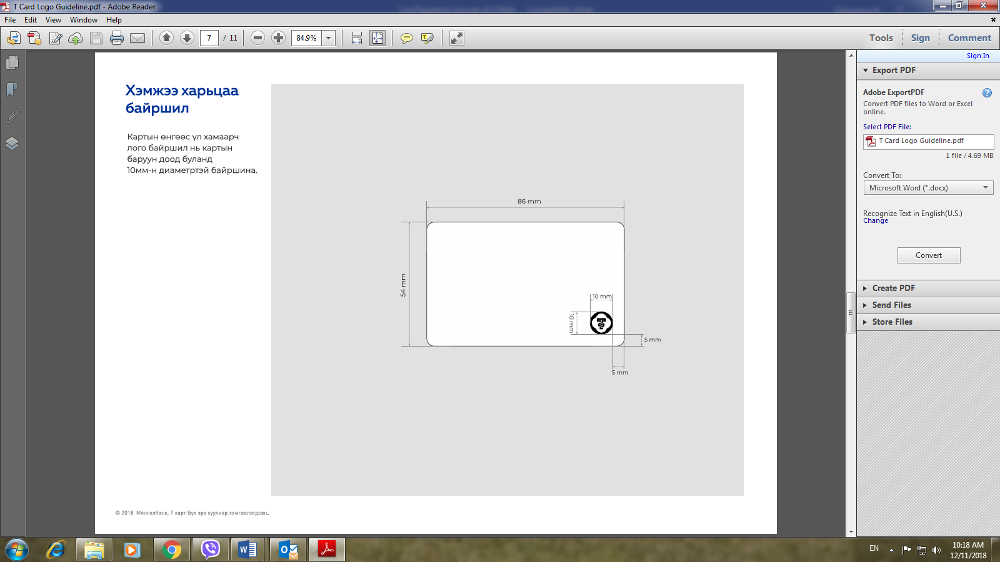 T Card Logo Guideline.pdf - Adobe Reader
File Edit View Window Help
7 / 11 84.9% Tools Sign Comment
Sign In
Export PDF
Adobe ExportPDF
Convert PDF files to Word or Excel
online.
Select PDF File:
T Card Logo Guideline.pdf
1 file / 4.69 MB
Convert To:
Microsoft Word (*.docx)
Recognize Text in English(U.S.)
Change
Convert
Create PDF
Send Files
Store Files
Хэмжээ харьцаа
байршил
Картын өнгөөс үл хамаарч
лого байршил нь картын
баруун доод буланд
10мм-н диаметртэй байршина.
86 mm
54 mm
10 mm
10 mm
5 mm
5 mm
© 2018 Монголбанк, Т карт Бүх эрх хуулиар хамгаалагдсан.
EN
10:18 AM
12/11/2018